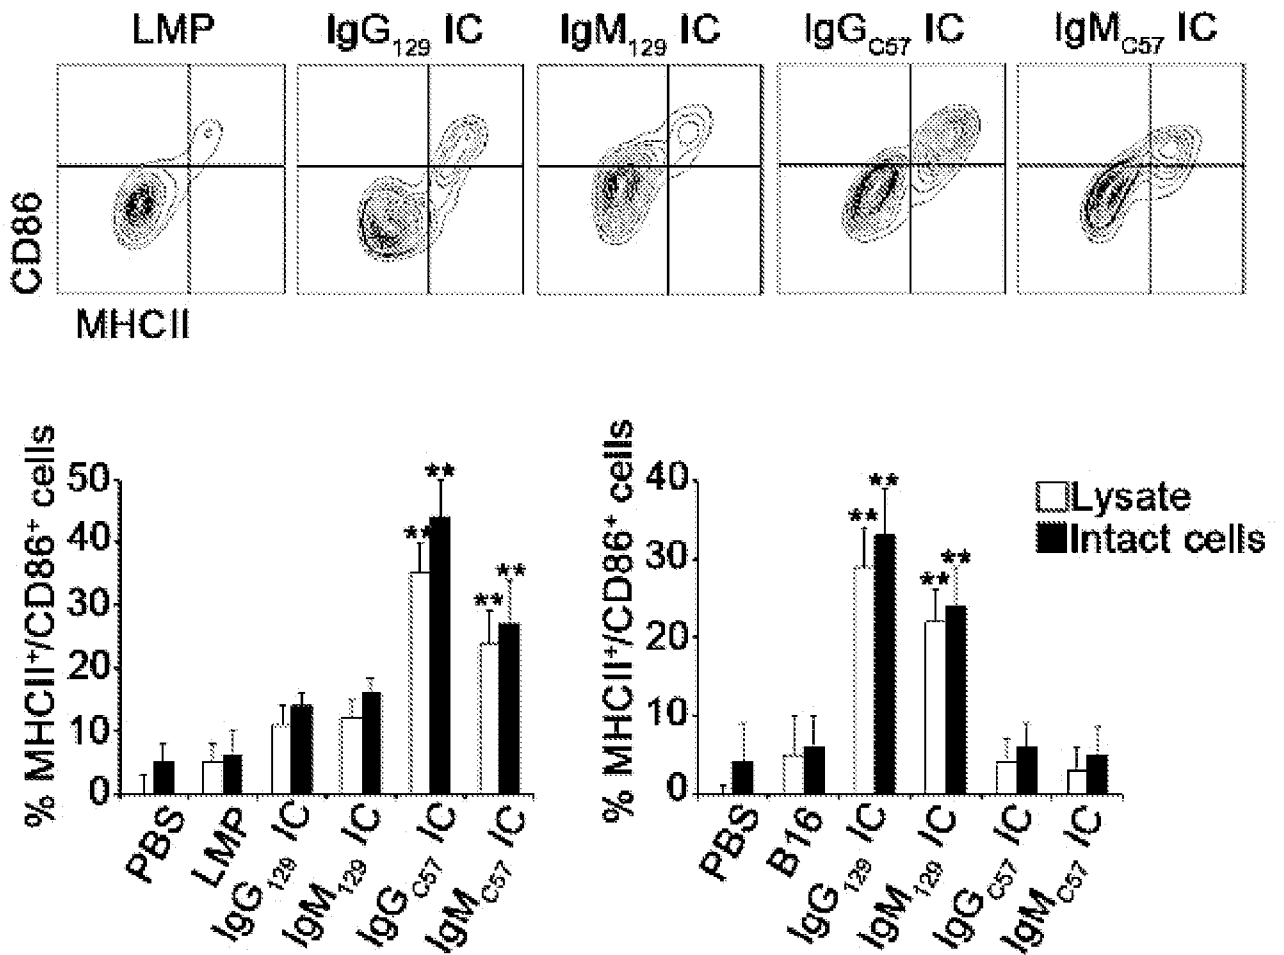 LMP IgG129 IC IgM129 IC IgGC57 IC IgMC57 IC
CD86
MHCII
% MHCII+/CD86+ cells
50
40
30
20
10
0
** ** ** **
PBS LMP IgG129 IC IgM129 IC IgGC57 IC IgMC57 IC
% MHCII+/CD86+ cells
40
30
20
10
0
** ** ** **
PBS B16 IgG129 IC IgM129 IC IgGC57 IC IgMC57 IC
Lysate
Intact cells